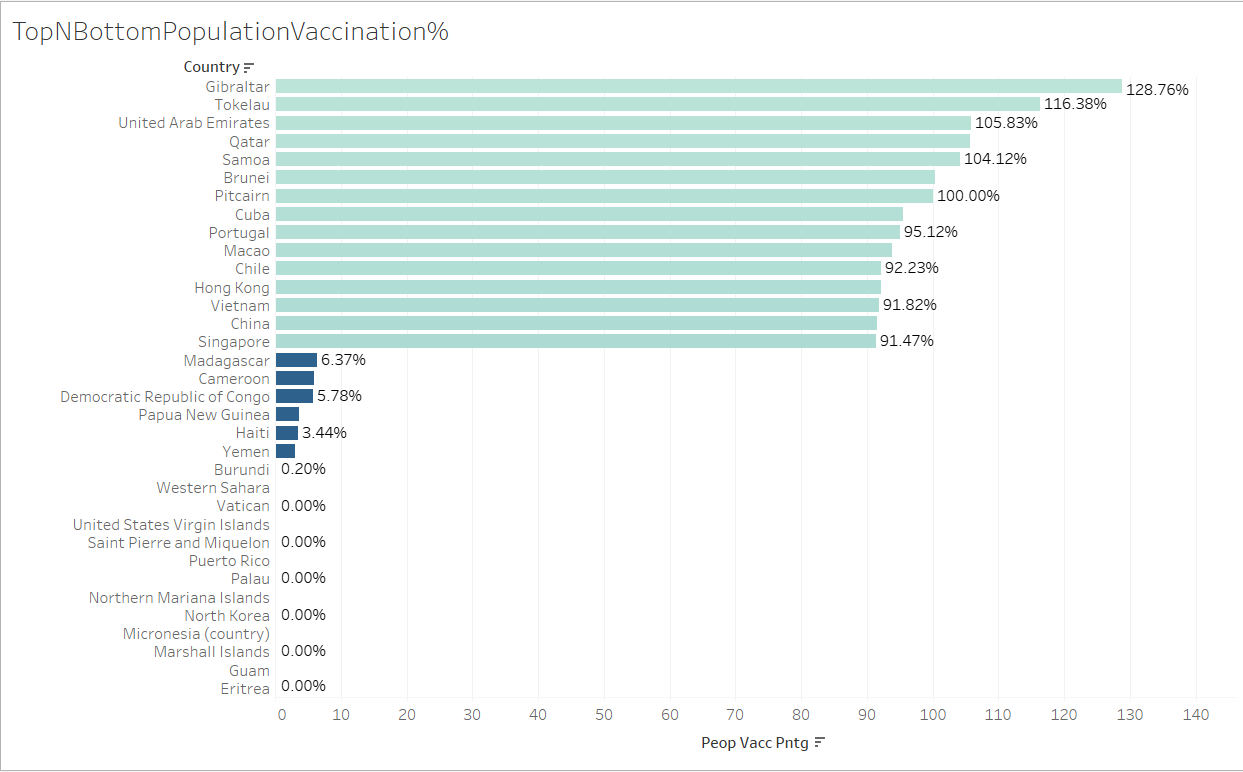 TopNBottomPopulationVaccination%
Country
Gibraltar 128.76%
Tokelau 116.38%
United Arab Emirates 105.83%
Qatar
Samoa 104.12%
Brunei
Pitcairn 100.00%
Cuba
Portugal 95.12%
Macao
Chile 92.23%
Hong Kong
Vietnam 91.82%
China
Singapore 91.47%
Madagascar 6.37%
Cameroon
Democratic Republic of Congo 5.78%
Papua New Guinea
Haiti 3.44%
Yemen
Burundi 0.20%
Western Sahara
Vatican 0.00%
United States Virgin Islands
Saint Pierre and Miquelon 0.00%
Puerto Rico
Palau 0.00%
Northern Mariana Islands
North Korea 0.00%
Micronesia (country)
Marshall Islands 0.00%
Guam
Eritrea 0.00%
0 10 20 30 40 50 60 70 80 90 100 110 120 130 140
Peop Vacc Pntg